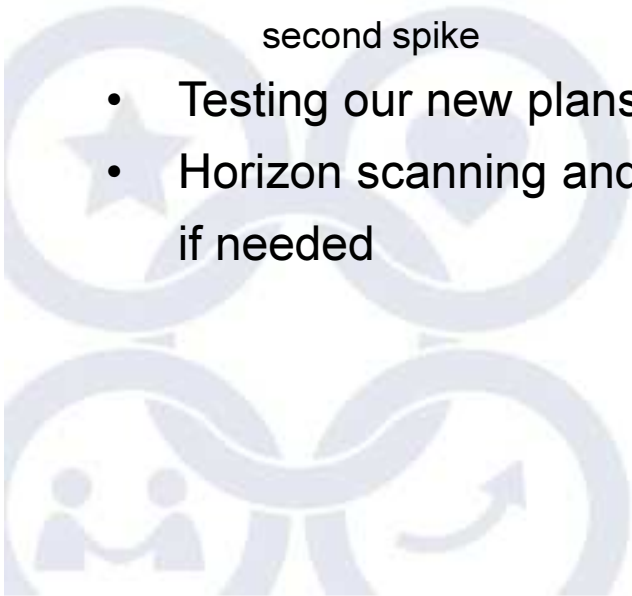 second spike
• Testing our new plans
• Horizon scanning and
if needed